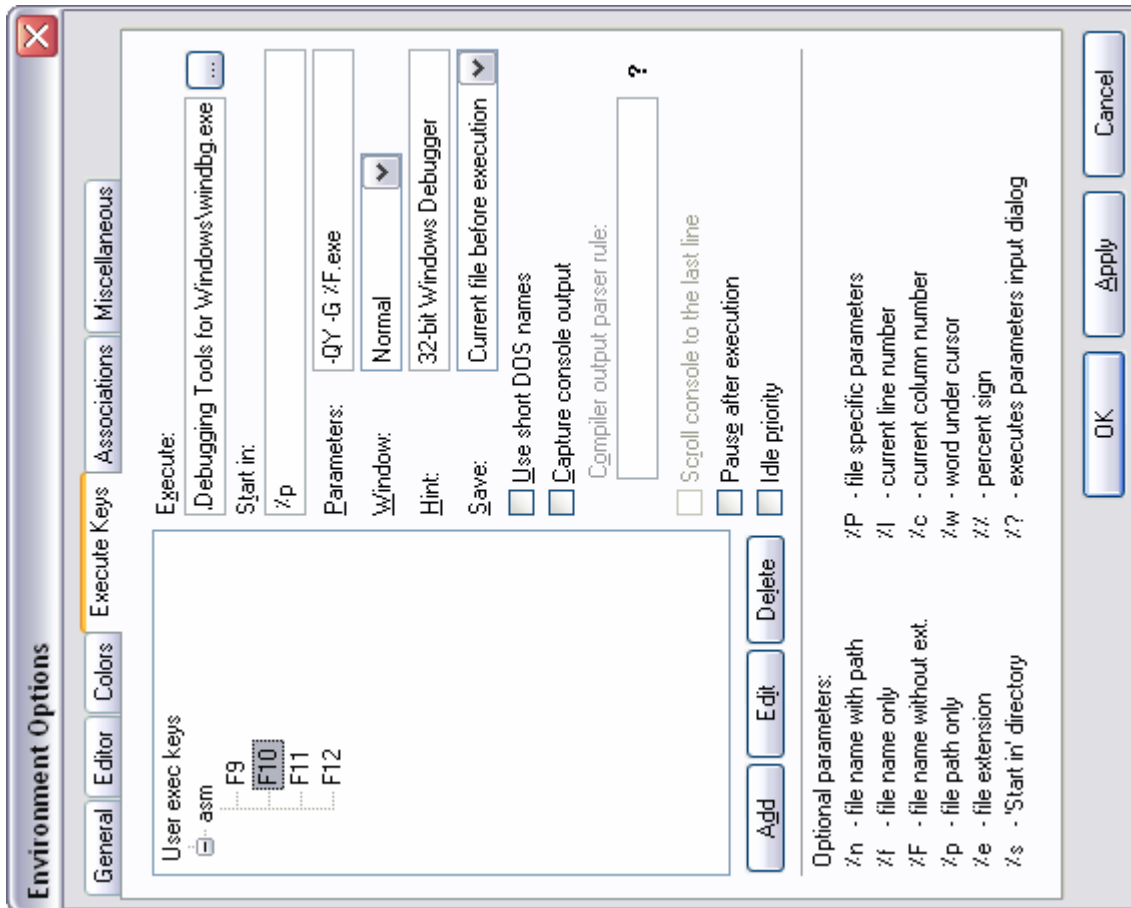 Environment Options
General Editor Colors Execute Keys Associations Miscellaneous
User exec keys
asm
F9
F10
F11
F12
Add Edit Delete
Execute:
.Debugging Tools for Windows\windbg.exe ...
Start in:
%p
Parameters: -QY -G %F.exe
Window: Normal
Hint: 32-bit Windows Debugger
Save: Current file before execution
Use short DOS names
Capture console output
Compiler output parser rule:
?
Scroll console to the last line
Pause after execution
Idle priority
Optional parameters:
%n - file name with path
%f - file name only
%F - file name without ext.
%p - file path only
%e - file extension
%s - 'Start in' directory
%P - file specific parameters
%l - current line number
%c - current column number
%w - word under cursor
%% - percent sign
%? - executes parameters input dialog
OK Apply Cancel